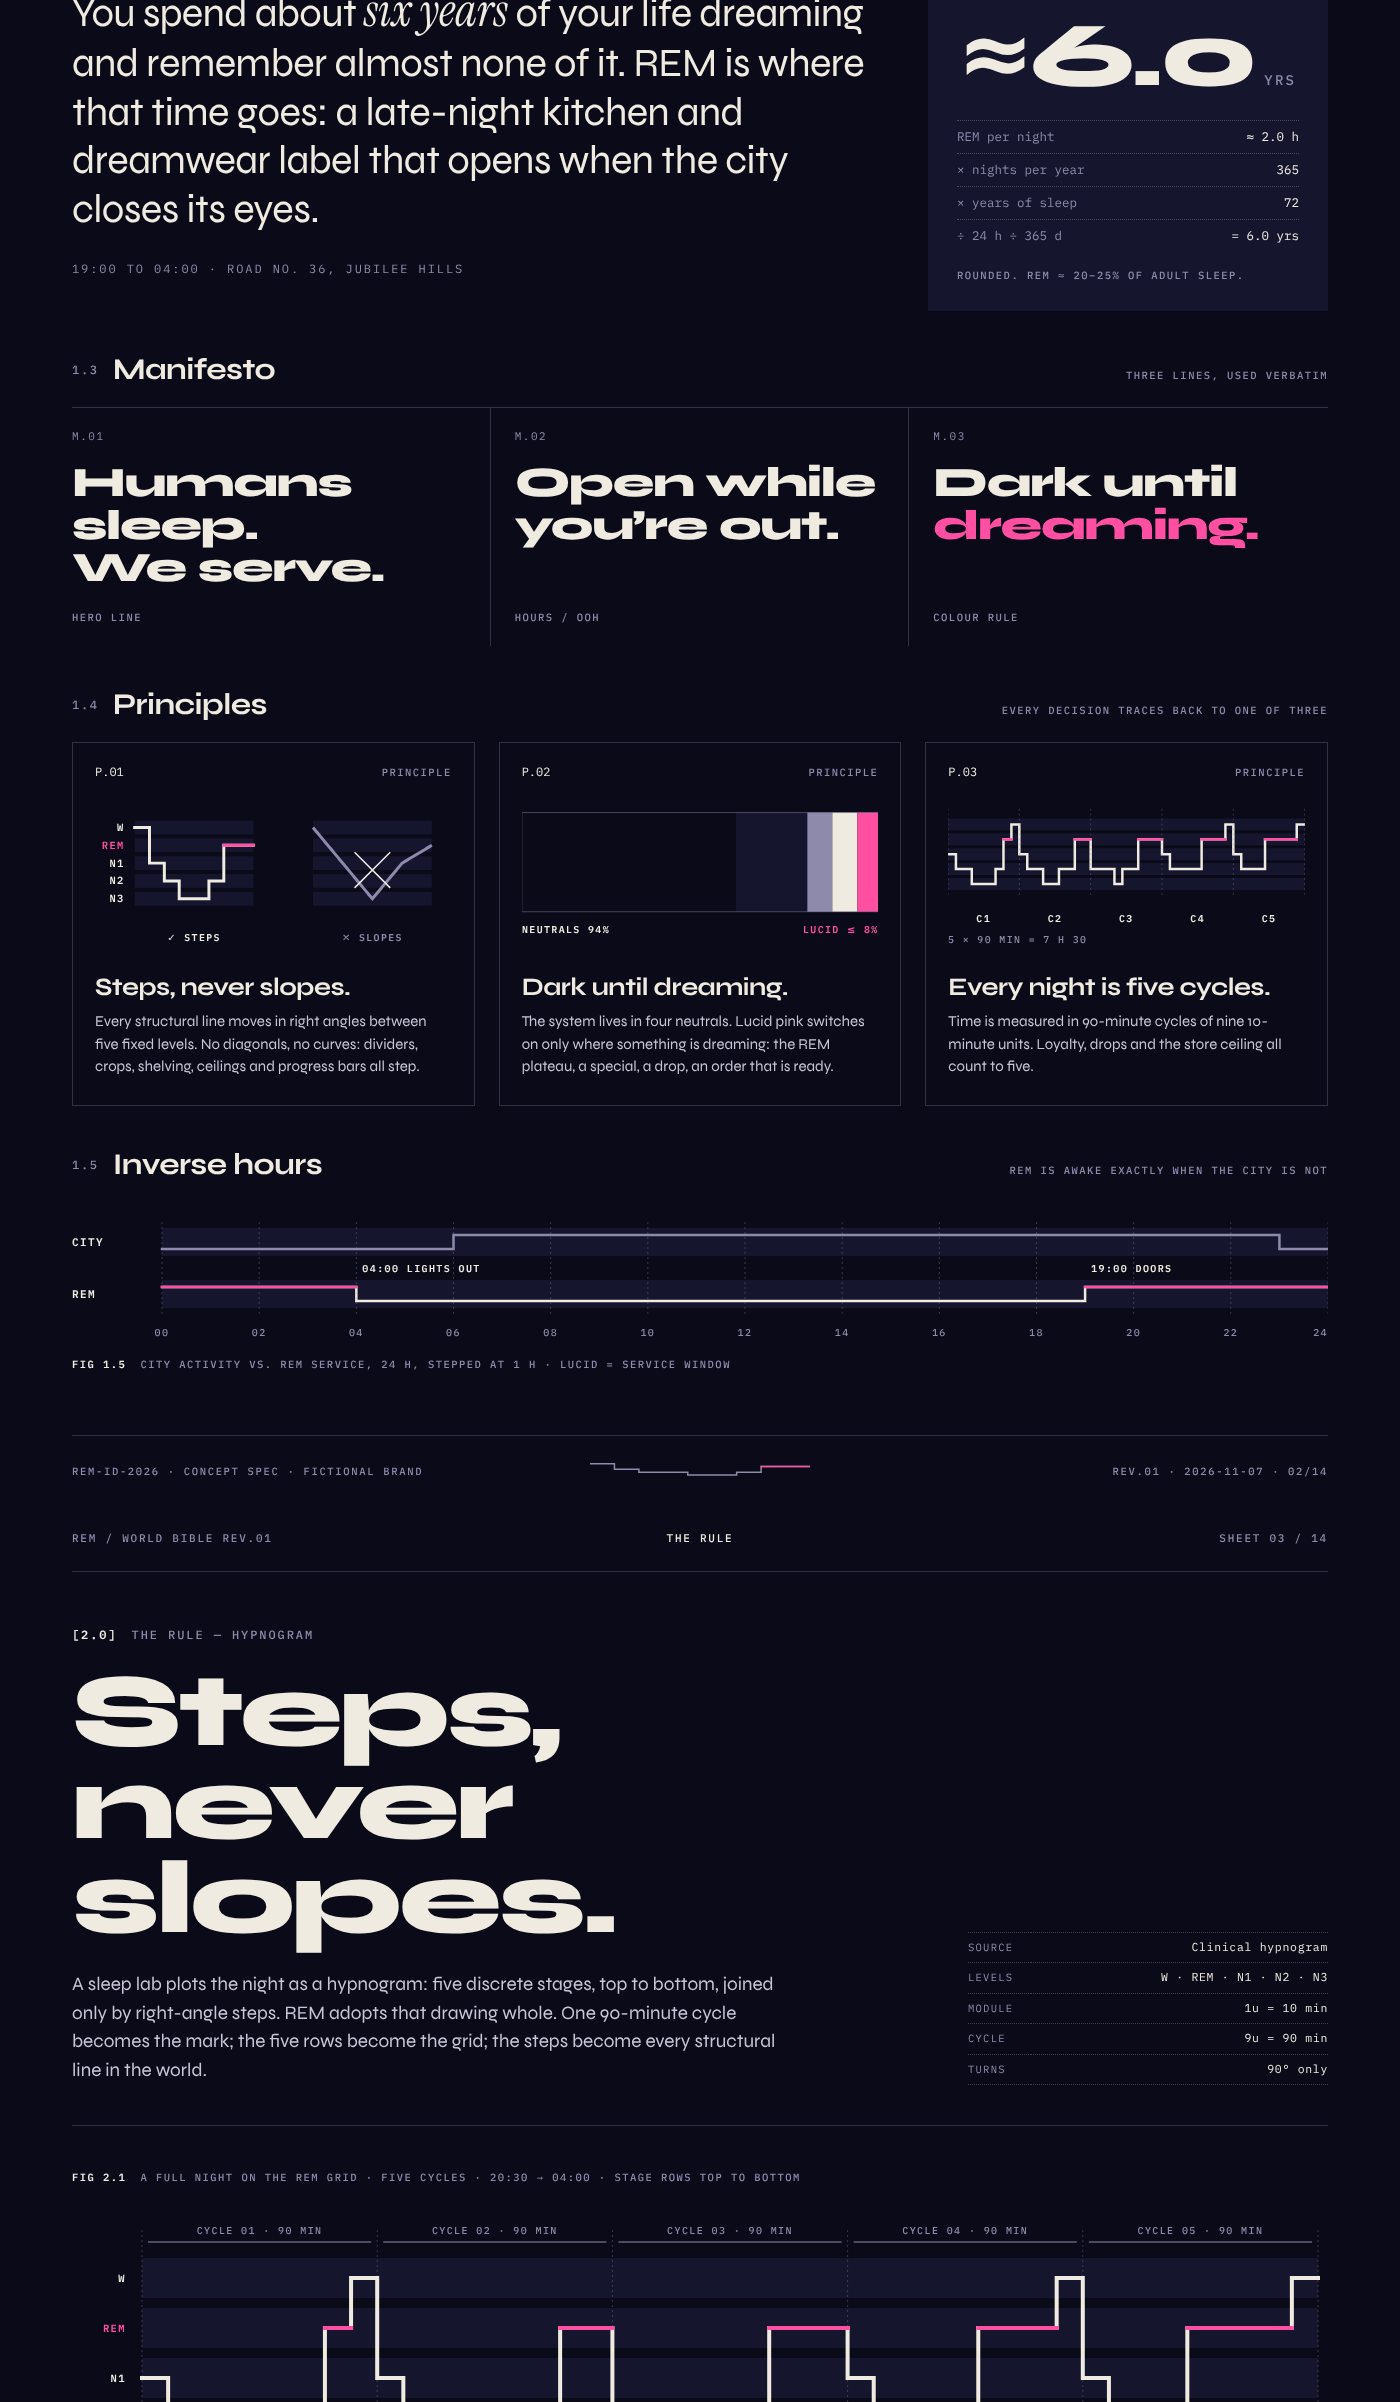 You spend about six years of your life dreaming
and remember almost none of it. REM is where
that time goes: a late-night kitchen and
dreamwear label that opens when the city
closes its eyes.
19:00 TO 04:00 · ROAD NO. 36, JUBILEE HILLS
≈6.0 YRS
REM per night ≈ 2.0 h
× nights per year 365
× years of sleep 72
÷ 24 h ÷ 365 d = 6.0 yrs
ROUNDED. REM ≈ 20–25% OF ADULT SLEEP.
1.3 Manifesto
THREE LINES, USED VERBATIM
M.01
Humans
sleep.
We serve.
HERO LINE
M.02
Open while
you’re out.
HOURS / OOH
M.03
Dark until
dreaming.
COLOUR RULE
1.4 Principles
EVERY DECISION TRACES BACK TO ONE OF THREE
P.01 PRINCIPLE
W
REM
N1
N2
N3
✓ STEPS
× SLOPES
Steps, never slopes.
Every structural line moves in right angles between
five fixed levels. No diagonals, no curves: dividers,
crops, shelving, ceilings and progress bars all step.
P.02 PRINCIPLE
NEUTRALS 94% LUCID ≤ 8%
Dark until dreaming.
The system lives in four neutrals. Lucid pink switches
on only where something is dreaming: the REM
plateau, a special, a drop, an order that is ready.
P.03 PRINCIPLE
C1 C2 C3 C4 C5
5 × 90 MIN = 7 H 30
Every night is five cycles.
Time is measured in 90-minute cycles of nine 10-
minute units. Loyalty, drops and the store ceiling all
count to five.
1.5 Inverse hours
REM IS AWAKE EXACTLY WHEN THE CITY IS NOT
CITY
04:00 LIGHTS OUT 19:00 DOORS
REM
00 02 04 06 08 10 12 14 16 18 20 22 24
FIG 1.5 CITY ACTIVITY VS. REM SERVICE, 24 H, STEPPED AT 1 H · LUCID = SERVICE WINDOW
REM-ID-2026 · CONCEPT SPEC · FICTIONAL BRAND
REV.01 · 2026-11-07 · 02/14
REM / WORLD BIBLE REV.01
THE RULE
SHEET 03 / 14
[2.0] THE RULE — HYPNOGRAM
Steps,
never
slopes.
A sleep lab plots the night as a hypnogram: five discrete stages, top to bottom, joined
only by right-angle steps. REM adopts that drawing whole. One 90-minute cycle
becomes the mark; the five rows become the grid; the steps become every structural
line in the world.
SOURCE Clinical hypnogram
LEVELS W · REM · N1 · N2 · N3
MODULE 1u = 10 min
CYCLE 9u = 90 min
TURNS 90° only
FIG 2.1 A FULL NIGHT ON THE REM GRID · FIVE CYCLES · 20:30 → 04:00 · STAGE ROWS TOP TO BOTTOM
CYCLE 01 · 90 MIN CYCLE 02 · 90 MIN CYCLE 03 · 90 MIN CYCLE 04 · 90 MIN CYCLE 05 · 90 MIN
W
REM
N1